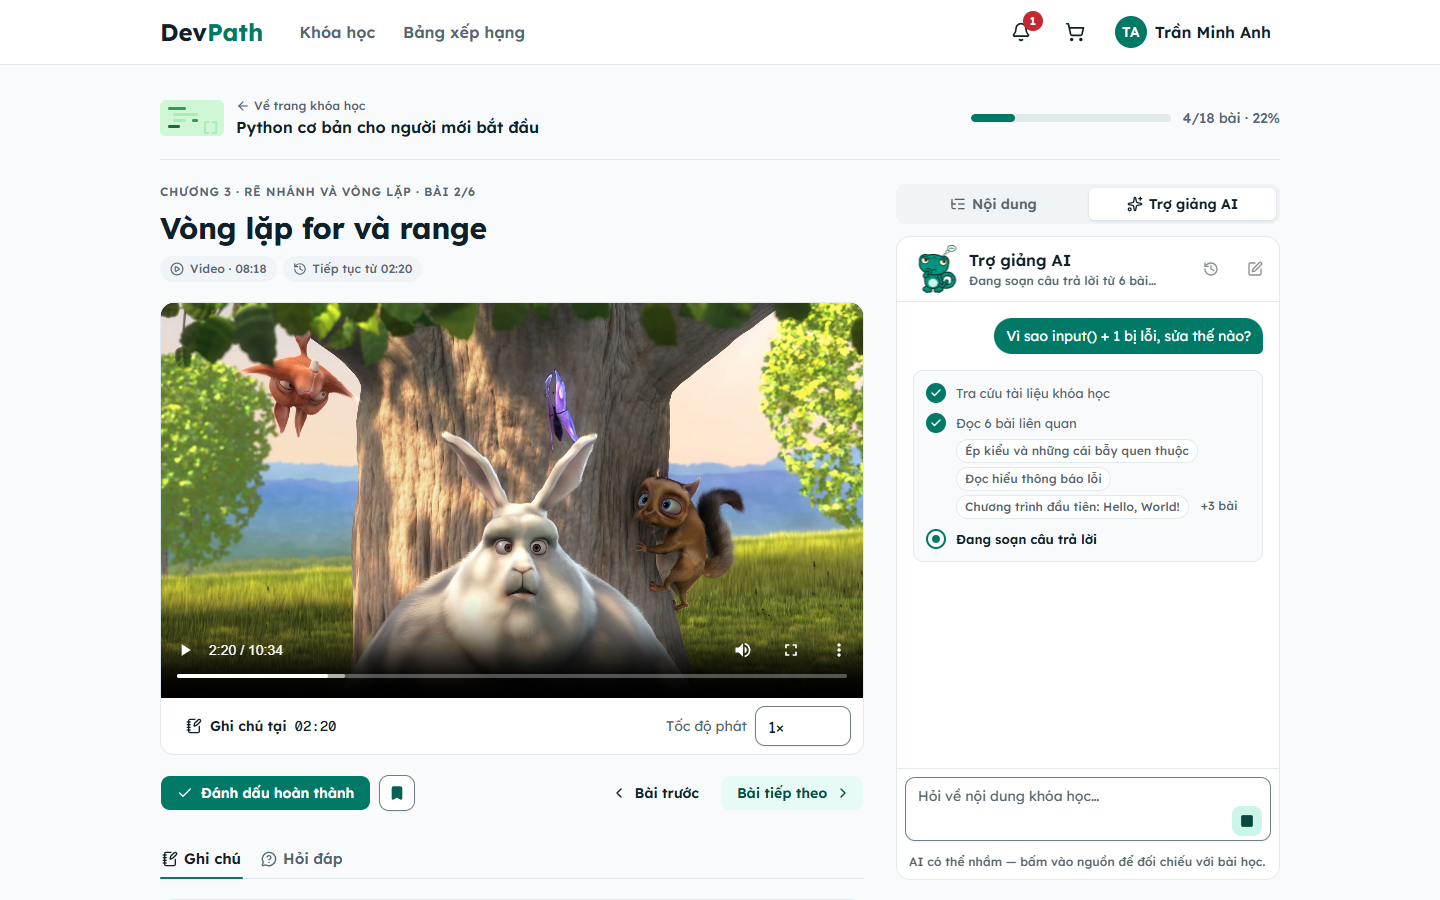 DevPath
Khóa học
Bảng xếp hạng
1
TA
Trần Minh Anh
Về trang khóa học
Python cơ bản cho người mới bắt đầu
4/18 bài · 22%
CHƯƠNG 3 · RẼ NHÁNH VÀ VÒNG LẶP · BÀI 2/6
Vòng lặp for và range
Video · 08:18
Tiếp tục từ 02:20
2:20 / 10:34
Ghi chú tại 02:20
Tốc độ phát
1×
Đánh dấu hoàn thành
Bài trước
Bài tiếp theo
Ghi chú
Hỏi đáp
Nội dung
Trợ giảng AI
Trợ giảng AI
Đang soạn câu trả lời từ 6 bài…
Vì sao input() + 1 bị lỗi, sửa thế nào?
Tra cứu tài liệu khóa học
Đọc 6 bài liên quan
Ép kiểu và những cái bẫy quen thuộc
Đọc hiểu thông báo lỗi
Chương trình đầu tiên: Hello, World!
+3 bài
Đang soạn câu trả lời
Hỏi về nội dung khóa học…
AI có thể nhầm — bấm vào nguồn để đối chiếu với bài học.